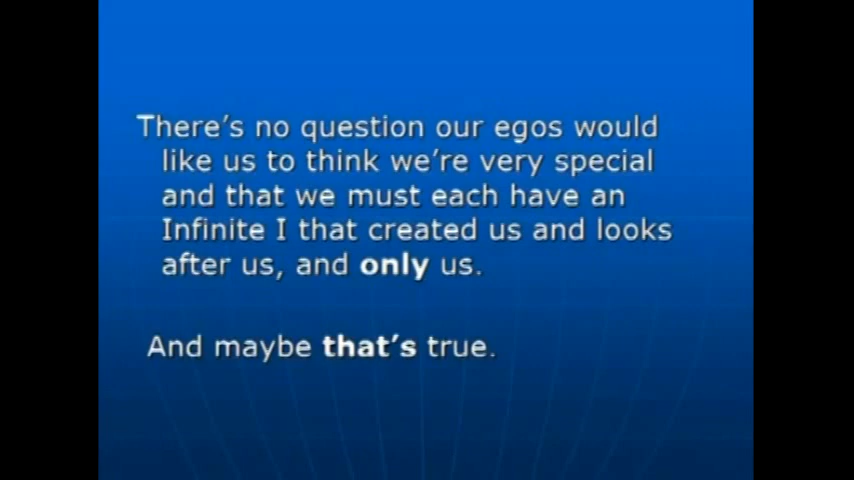 There's no question our egos would
like us to think we're very special
and that we must each have an
Infinite I that created us and looks
after us, and only us.
And maybe that's true.